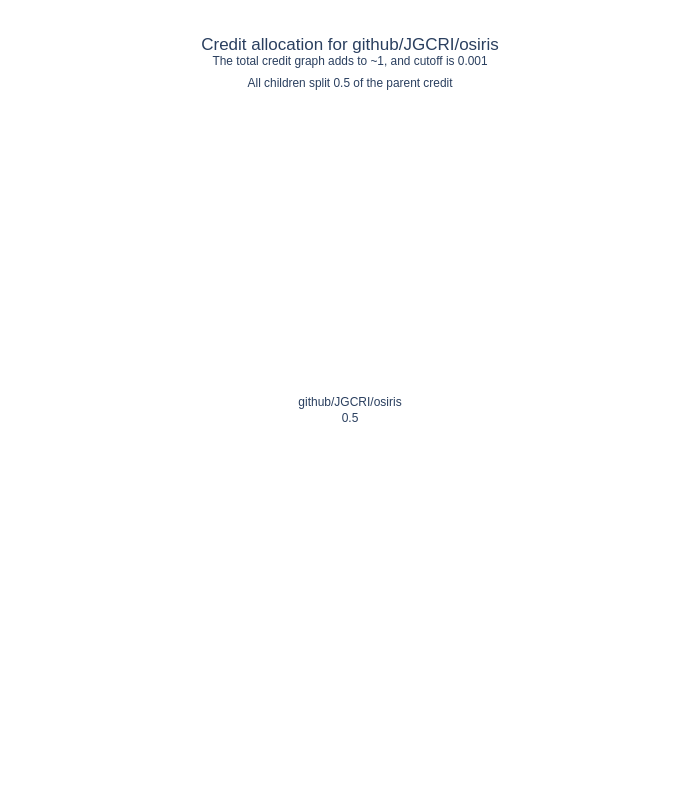 Credit allocation for github/JGCRI/osiris
The total credit graph adds to ~1, and cutoff is 0.001
All children split 0.5 of the parent credit
github/JGCRI/osiris
0.5